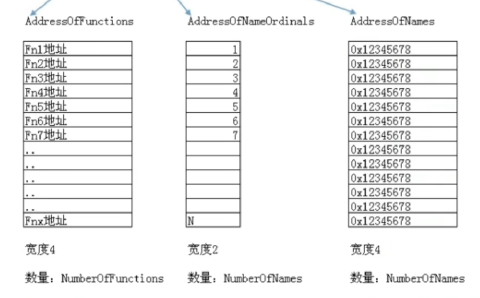 AddressOfFunctions AddressOfNameOrdinals AddressOfNames
Fn1地址 1 0x12345678
Fn2地址 2 0x12345678
Fn3地址 3 0x12345678
Fn4地址 4 0x12345678
Fn5地址 5 0x12345678
Fn6地址 6 0x12345678
Fn7地址 7 0x12345678
.. 0x12345678
.. 0x12345678
.. 0x12345678
.. 0x12345678
.. 0x12345678
Fnx地址 N 0x12345678
宽度4 宽度2 宽度4
数量：NumberOfFunctions 数量：NumberOfNames 数量：NumberOfNames